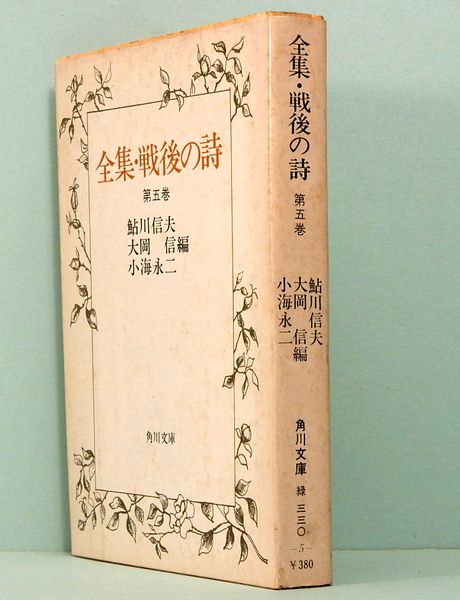 全集・戦後の詩
第五巻
鮎川信夫
大岡 信編
小海永二
角川文庫
全集・戦後の詩
第五巻
鮎川信夫
大岡 信編
小海永二
角川文庫
緑 三三〇
—5—
¥380